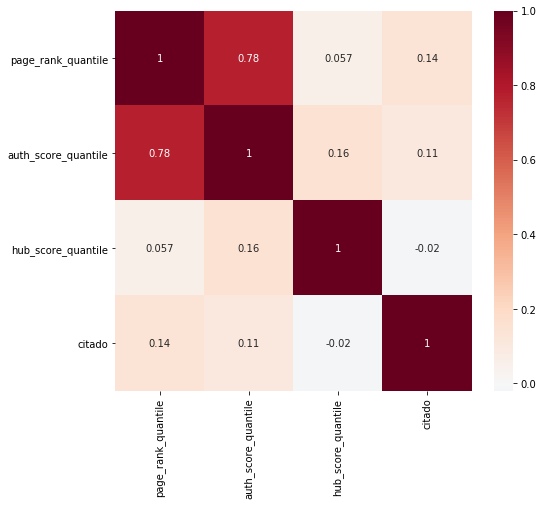 page_rank_quantile 1 0.78 0.057 0.14
auth_score_quantile 0.78 1 0.16 0.11
hub_score_quantile 0.057 0.16 1 -0.02
citado 0.14 0.11 -0.02 1
page_rank_quantile
auth_score_quantile
hub_score_quantile
citado
1.0
0.8
0.6
0.4
0.2
0.0